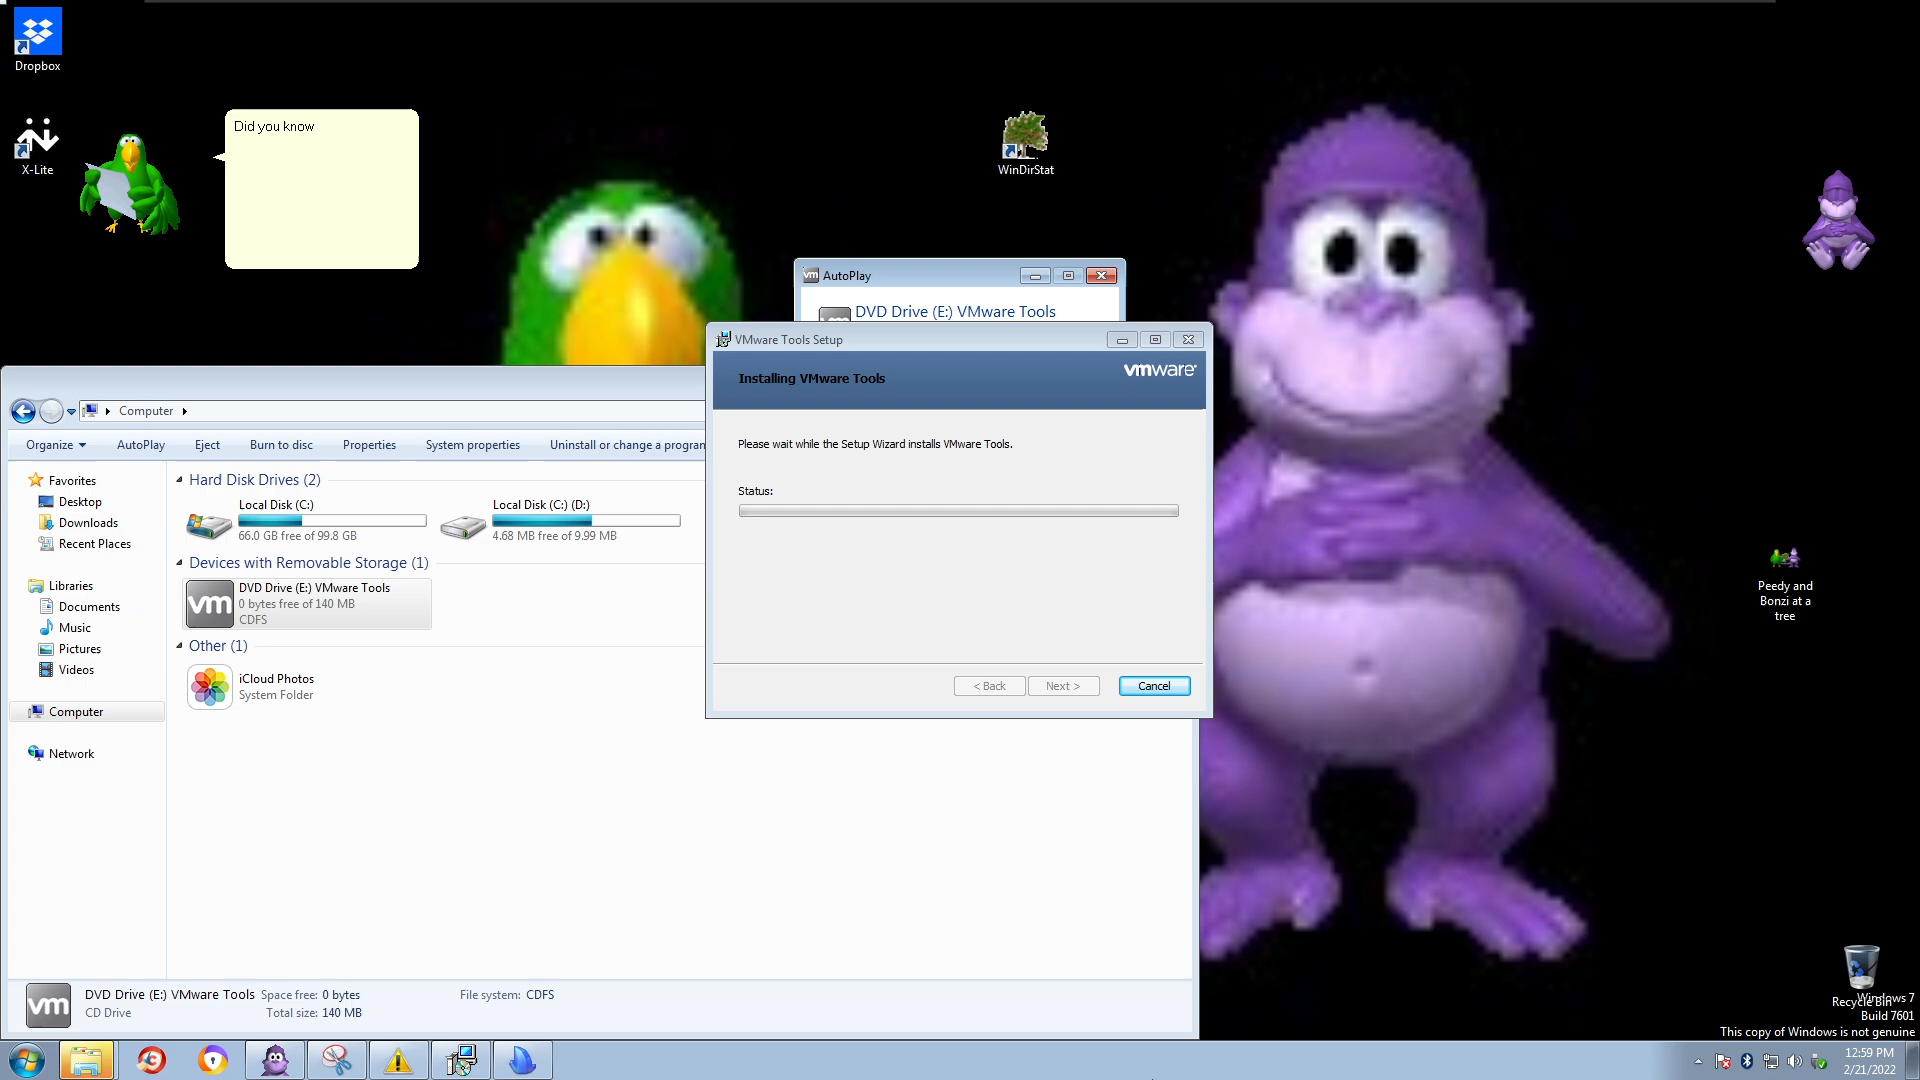 Dropbox
X-Lite
Did you know
WinDirStat
AutoPlay
DVD Drive (E:) VMware Tools
VMware Tools Setup
Installing VMware Tools
vmware
Please wait while the Setup Wizard installs VMware Tools.
Status:
< Back
Next >
Cancel
Computer
Organize
AutoPlay
Eject
Burn to disc
Properties
System properties
Uninstall or change a program
Favorites
Desktop
Downloads
Recent Places
Libraries
Documents
Music
Pictures
Videos
Computer
Network
Hard Disk Drives (2)
Local Disk (C:)
66.0 GB free of 99.8 GB
Local Disk (C:) (D:)
4.68 MB free of 9.99 MB
Devices with Removable Storage (1)
vm
DVD Drive (E:) VMware Tools
0 bytes free of 140 MB
CDFS
Other (1)
iCloud Photos
System Folder
vm
DVD Drive (E:) VMware Tools
CD Drive
Space free: 0 bytes
Total size: 140 MB
File system: CDFS
Peedy and
Bonzi at a
tree
Recycle Bin
Windows 7
Build 7601
This copy of Windows is not genuine
12:59 PM
2/21/2022